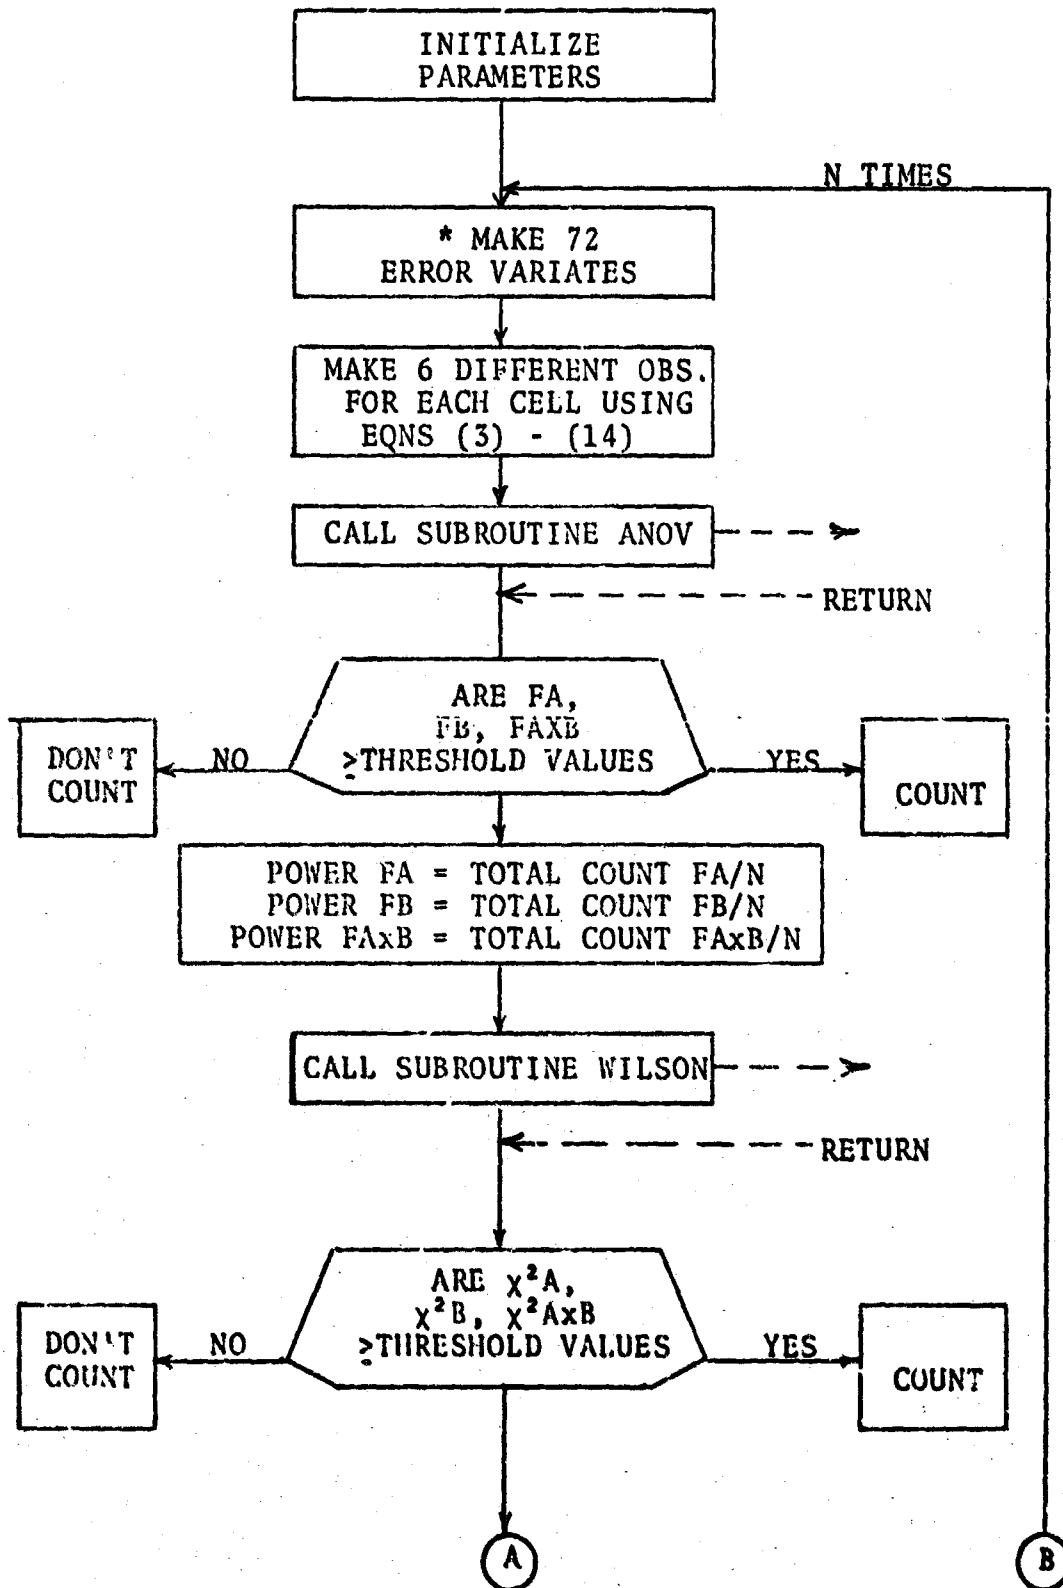 INITIALIZE
PARAMETERS
N TIMES
* MAKE 72
ERROR VARIATES
MAKE 6 DIFFERENT OBS.
FOR EACH CELL USING
EQNS (3) - (14)
CALL SUBROUTINE ANOV
RETURN
ARE FA,
FB, FAXB
≥THRESHOLD VALUES
NO
DON'T
COUNT
YES
COUNT
POWER FA = TOTAL COUNT FA/N
POWER FB = TOTAL COUNT FB/N
POWER FAxB = TOTAL COUNT FAxB/N
CALL SUBROUTINE WILSON
RETURN
ARE χ²A,
χ²B, χ²AxB
≥THRESHOLD VALUES
NO
DON'T
COUNT
YES
COUNT
A
B